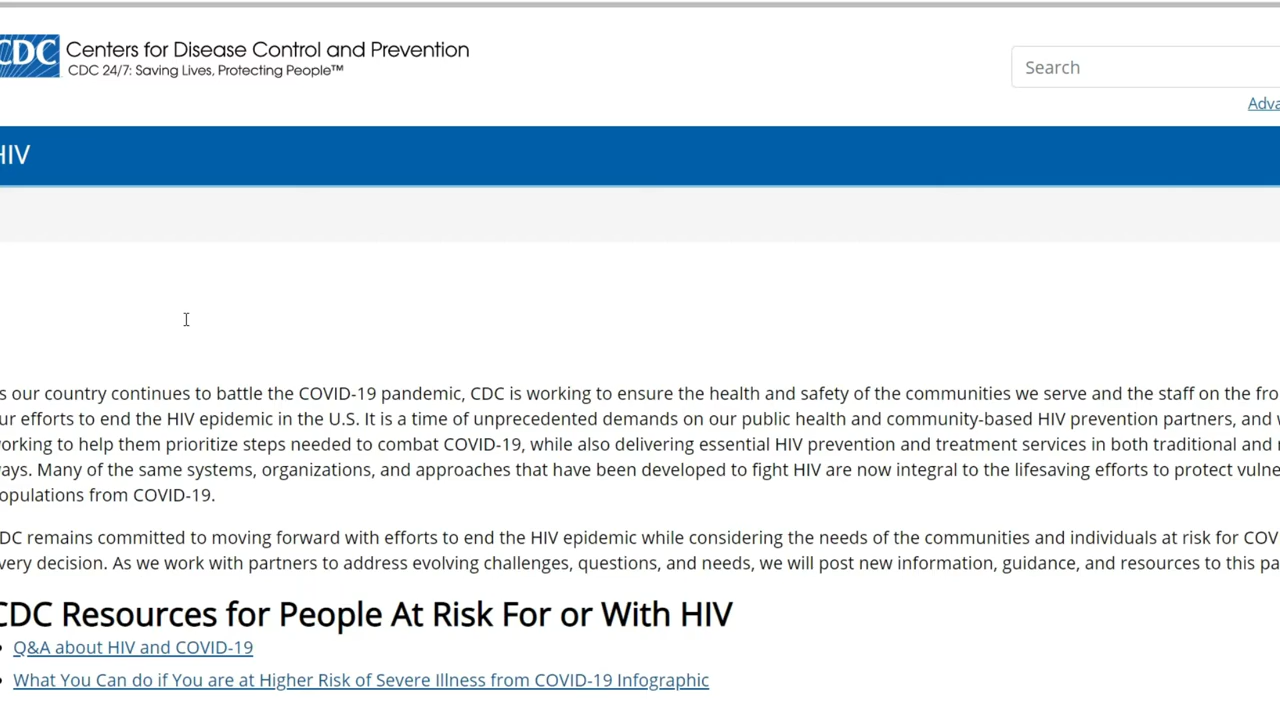 CDC Centers for Disease Control and Prevention
CDC 24/7: Saving Lives, Protecting People™
Search
Adva
HIV
s our country continues to battle the COVID-19 pandemic, CDC is working to ensure the health and safety of the communities we serve and the staff on the fro
ur efforts to end the HIV epidemic in the U.S. It is a time of unprecedented demands on our public health and community-based HIV prevention partners, and
orking to help them prioritize steps needed to combat COVID-19, while also delivering essential HIV prevention and treatment services in both traditional and
ays. Many of the same systems, organizations, and approaches that have been developed to fight HIV are now integral to the lifesaving efforts to protect vulne
opulations from COVID-19.
DC remains committed to moving forward with efforts to end the HIV epidemic while considering the needs of the communities and individuals at risk for COV
very decision. As we work with partners to address evolving challenges, questions, and needs, we will post new information, guidance, and resources to this pa
CDC Resources for People At Risk For or With HIV
Q&A about HIV and COVID-19
What You Can do if You are at Higher Risk of Severe Illness from COVID-19 Infographic